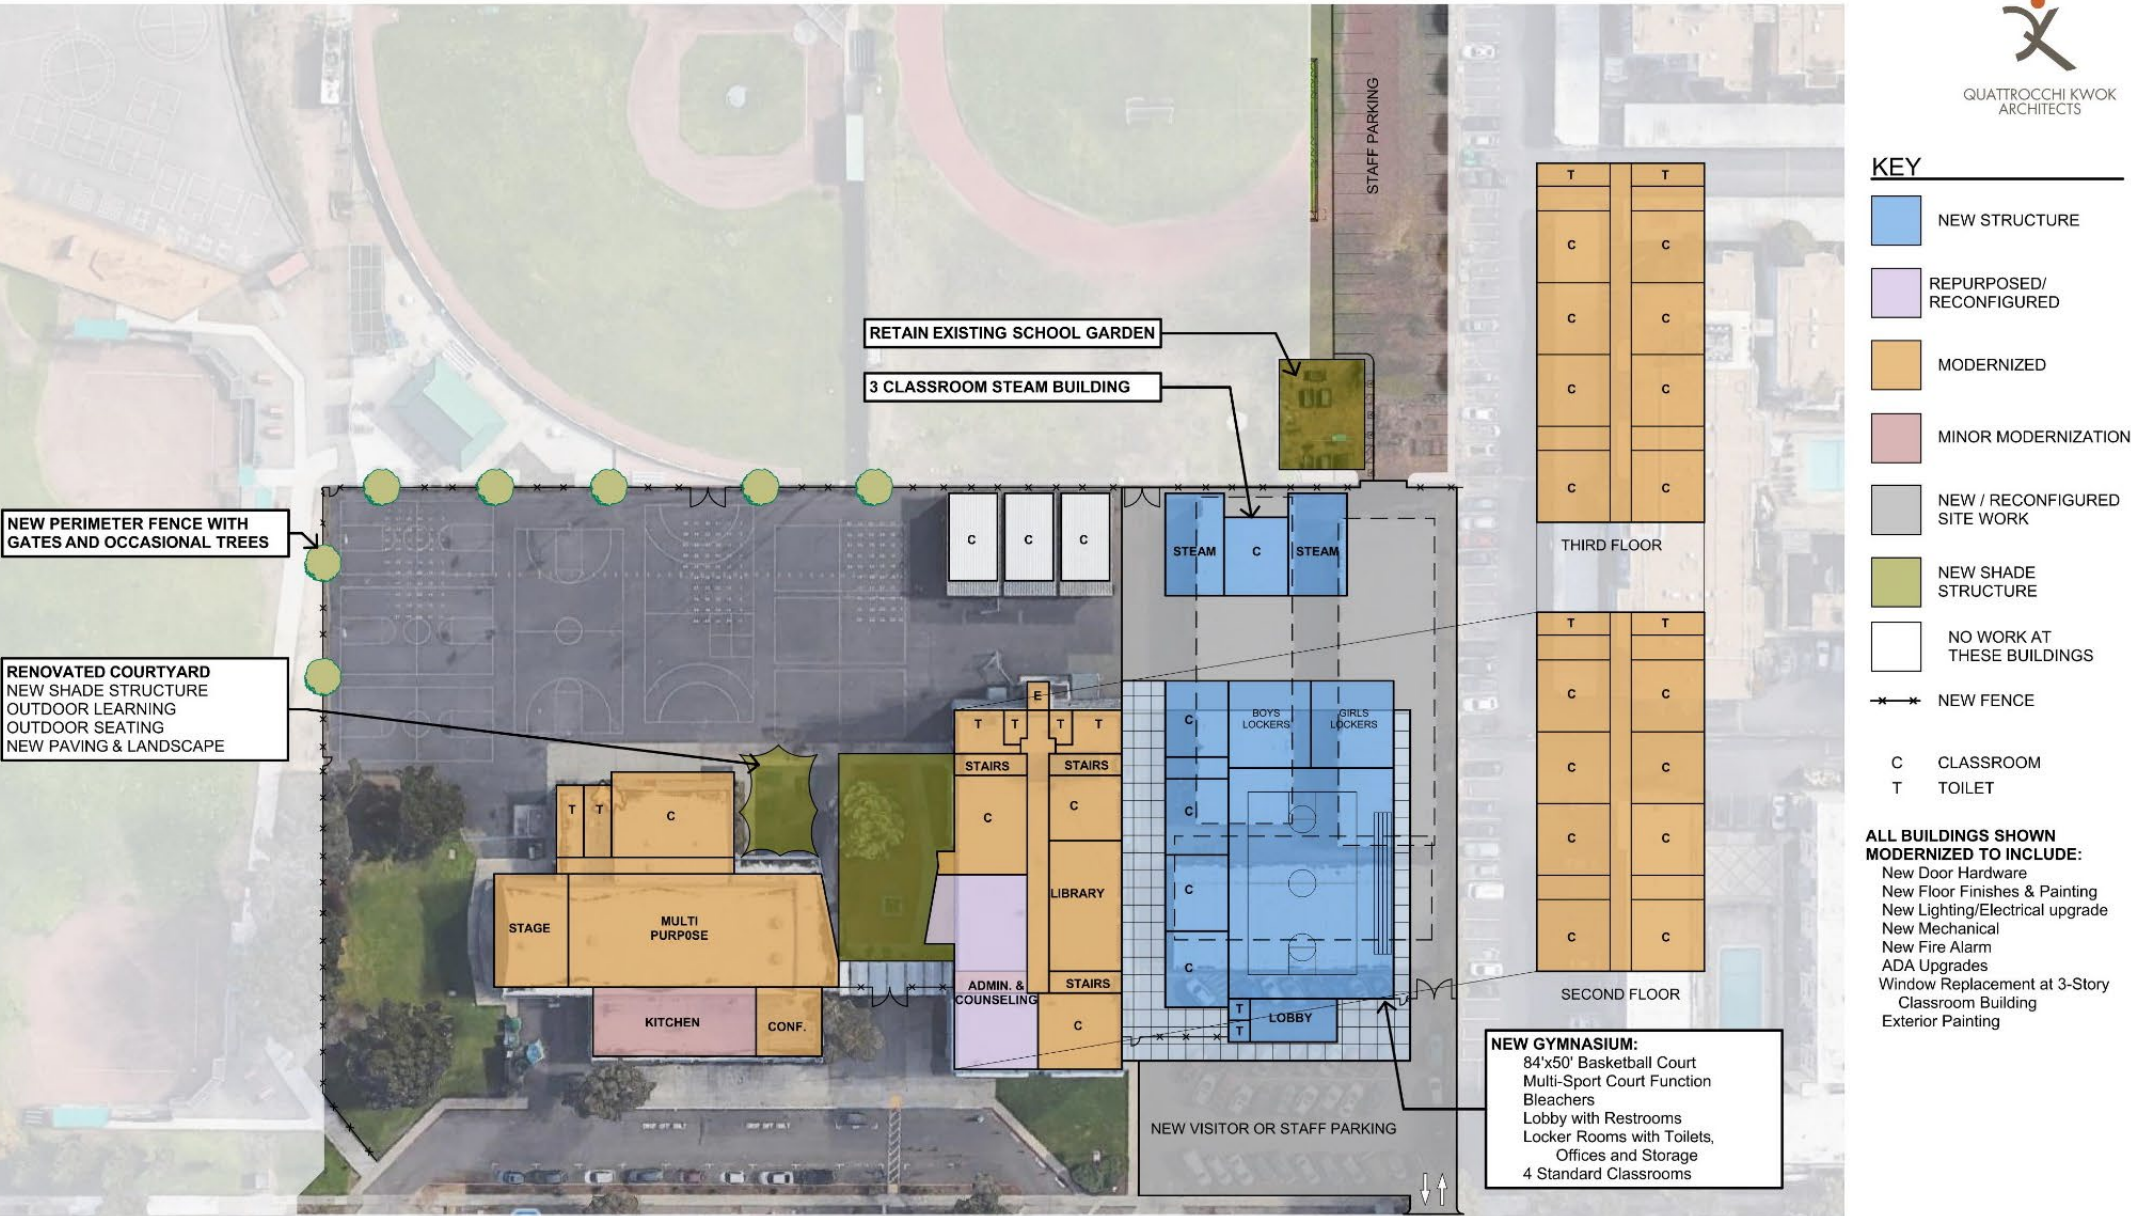 QUATTROCCHI KWOK
ARCHITECTS
KEY
NEW STRUCTURE
REPURPOSED/
RECONFIGURED
MODERNIZED
MINOR MODERNIZATION
NEW / RECONFIGURED
SITE WORK
NEW SHADE
STRUCTURE
NO WORK AT
THESE BUILDINGS
NEW FENCE
C CLASSROOM
T TOILET
ALL BUILDINGS SHOWN
MODERNIZED TO INCLUDE:
New Door Hardware
New Floor Finishes & Painting
New Lighting/Electrical upgrade
New Mechanical
New Fire Alarm
ADA Upgrades
Window Replacement at 3-Story
Classroom Building
Exterior Painting
STAFF PARKING
RETAIN EXISTING SCHOOL GARDEN
3 CLASSROOM STEAM BUILDING
NEW PERIMETER FENCE WITH
GATES AND OCCASIONAL TREES
RENOVATED COURTYARD
NEW SHADE STRUCTURE
OUTDOOR LEARNING
OUTDOOR SEATING
NEW PAVING & LANDSCAPE
T T
C C
C C
C C
C C
THIRD FLOOR
T T
C C
C C
C C
C C
SECOND FLOOR
C C C
STEAM C STEAM
E
T T T T
STAIRS STAIRS
C C
LIBRARY
ADMIN. &
COUNSELING
STAIRS
C
T T C
STAGE
MULTI
PURPOSE
KITCHEN
CONF.
C
BOYS
LOCKERS
GIRLS
LOCKERS
C
C
C
T
T
LOBBY
NEW VISITOR OR STAFF PARKING
DROP OFF ONLY DROP OFF ONLY
NEW GYMNASIUM:
84'x50' Basketball Court
Multi-Sport Court Function
Bleachers
Lobby with Restrooms
Locker Rooms with Toilets,
Offices and Storage
4 Standard Classrooms